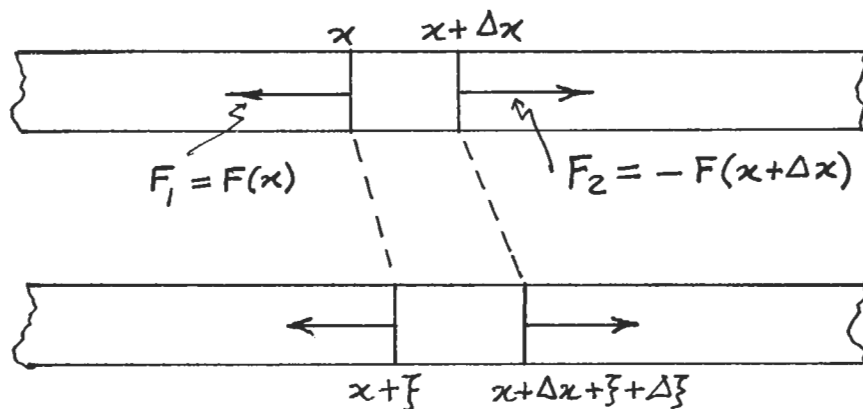 x
x + Δx
F₁ = F(x)
F₂ = - F(x+Δx)
x + ξ
x + Δx + ξ + Δξ